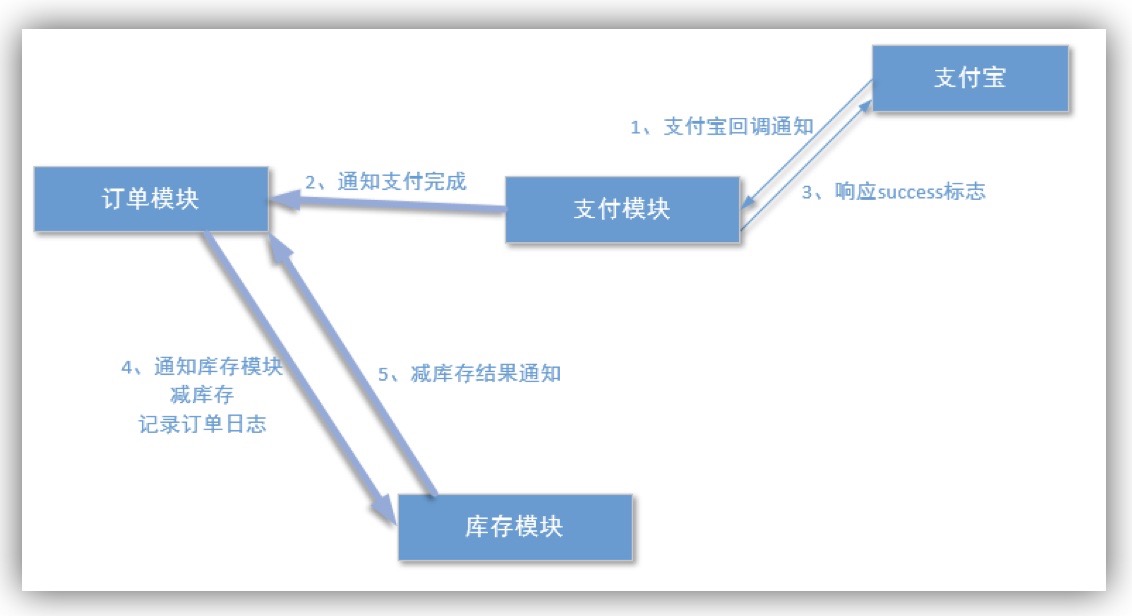 支付宝
1、支付宝回调通知
订单模块
2、通知支付完成
支付模块
3、响应success标志
4、通知库存模块
减库存
记录订单日志
5、减库存结果通知
库存模块